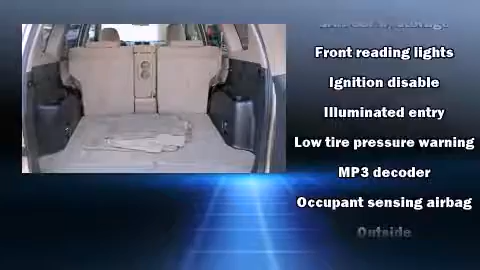 Front reading lights
Ignition disable
Illuminated entry
Low tire pressure warning
MP3 decoder
Occupant sensing airbag
Outside